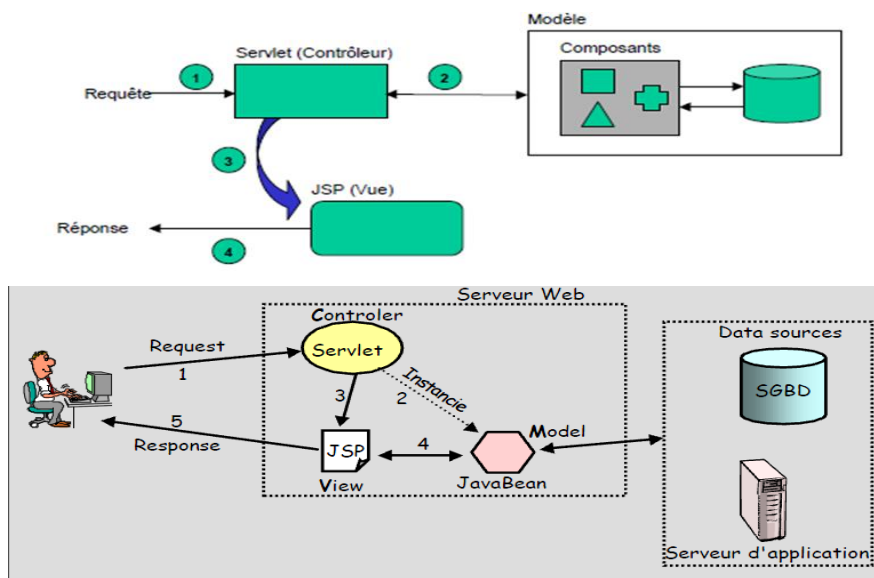 Modèle
Servlet (Contrôleur)
Composants
1
2
Requête
3
JSP (Vue)
Réponse
4
Serveur Web
Controler
Data sources
Request
Servlet
1
Instancie
3
2
SGBD
5
Response
JSP
4
Model
View
JavaBean
Serveur d'application